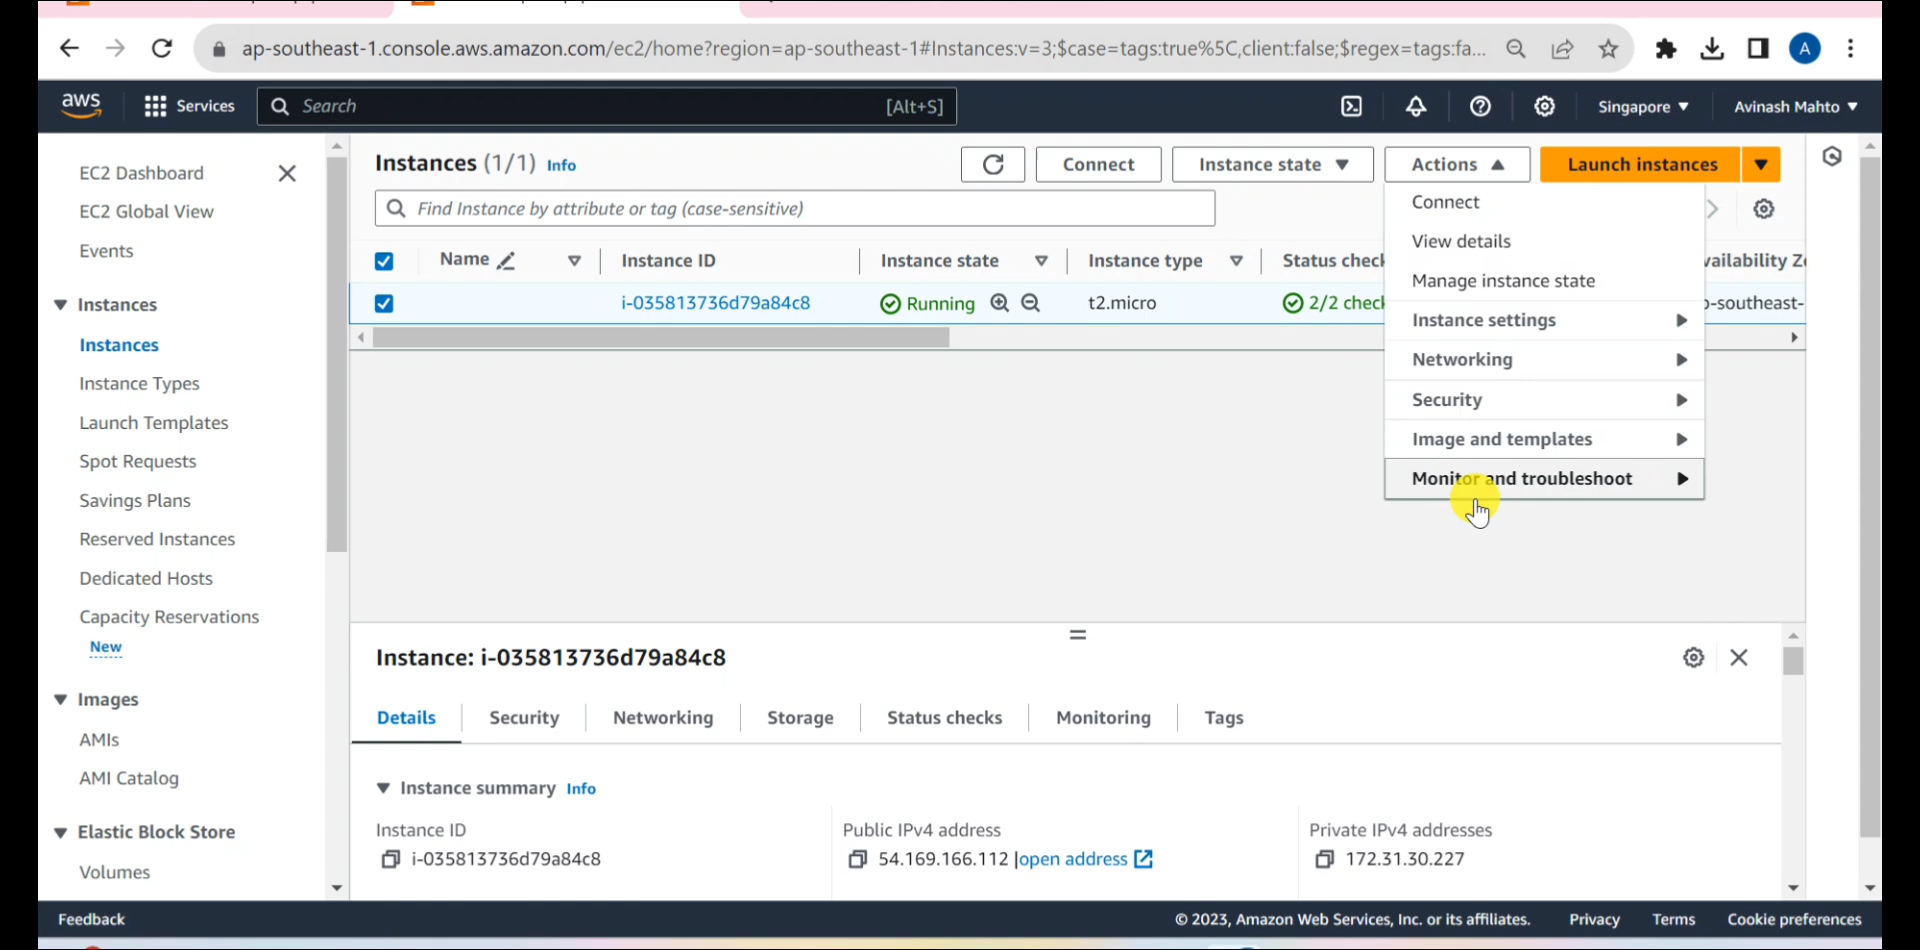 ap-southeast-1.console.aws.amazon.com/ec2/home?region=ap-southeast-1#Instances:v=3;$case=tags:true%5C,client:false;$regex=tags:fa...
A
aws
Services
Search
[Alt+S]
Singapore
Avinash Mahto
EC2 Dashboard
EC2 Global View
Events
Instances
Instances
Instance Types
Launch Templates
Spot Requests
Savings Plans
Reserved Instances
Dedicated Hosts
Capacity Reservations
New
Images
AMIs
AMI Catalog
Elastic Block Store
Volumes
Instances (1/1) Info
Connect
Instance state
Actions
Launch instances
Find Instance by attribute or tag (case-sensitive)
Name
Instance ID
Instance state
Instance type
Status check
vailability Zo
i-035813736d79a84c8
Running
t2.micro
2/2 check
o-southeast-
Connect
View details
Manage instance state
Instance settings
Networking
Security
Image and templates
Monitor and troubleshoot
Instance: i-035813736d79a84c8
Details
Security
Networking
Storage
Status checks
Monitoring
Tags
Instance summary Info
Instance ID
i-035813736d79a84c8
Public IPv4 address
54.169.166.112 |open address
Private IPv4 addresses
172.31.30.227
Feedback
© 2023, Amazon Web Services, Inc. or its affiliates.
Privacy
Terms
Cookie preferences